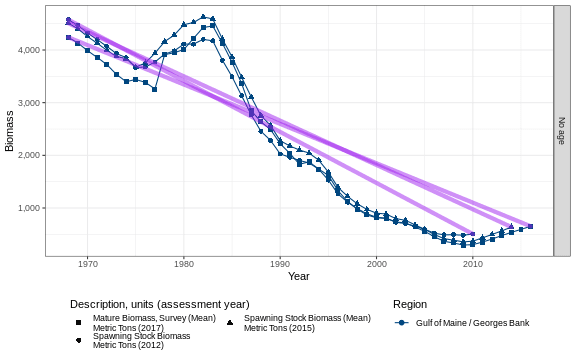 4,000
3,000
2,000
1,000
Biomass
No age
1970
1980
1990
2000
2010
Year
Description, units (assessment year)
Mature Biomass, Survey (Mean)
Metric Tons (2017)
Spawning Stock Biomass
Metric Tons (2012)
Spawning Stock Biomass (Mean)
Metric Tons (2015)
Region
Gulf of Maine / Georges Bank